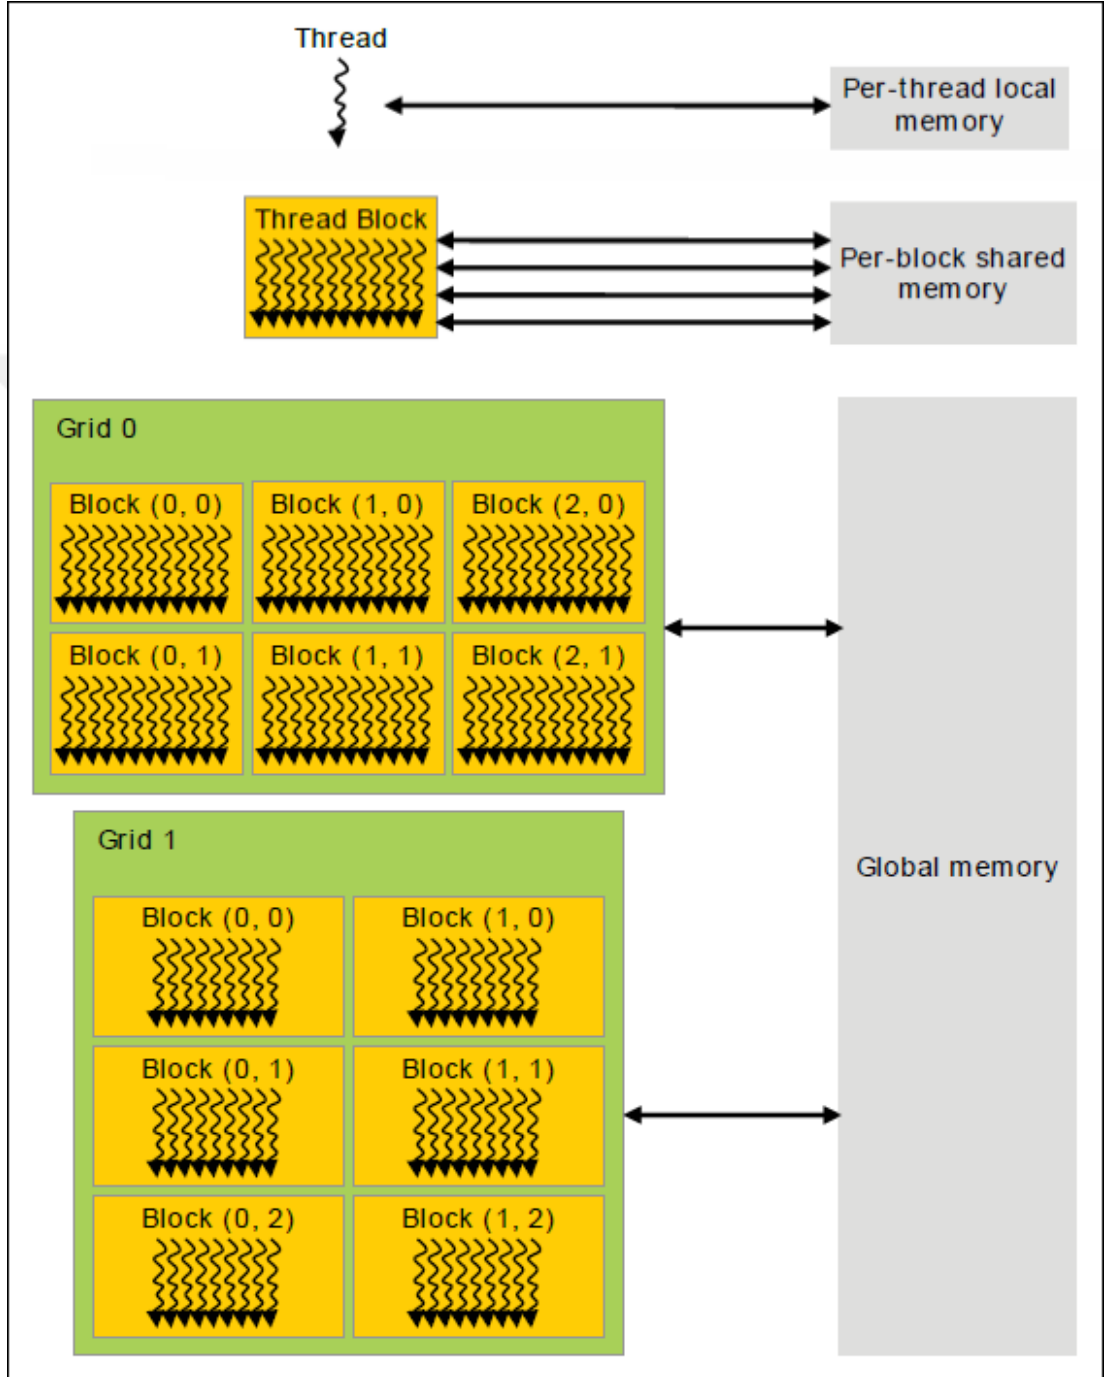 Thread
Per-thread local
memory
Thread Block
Per-block shared
memory
Grid 0
Block (0, 0)
Block (1, 0)
Block (2, 0)
Block (0, 1)
Block (1, 1)
Block (2, 1)
Global memory
Grid 1
Block (0, 0)
Block (1, 0)
Block (0, 1)
Block (1, 1)
Block (0, 2)
Block (1, 2)